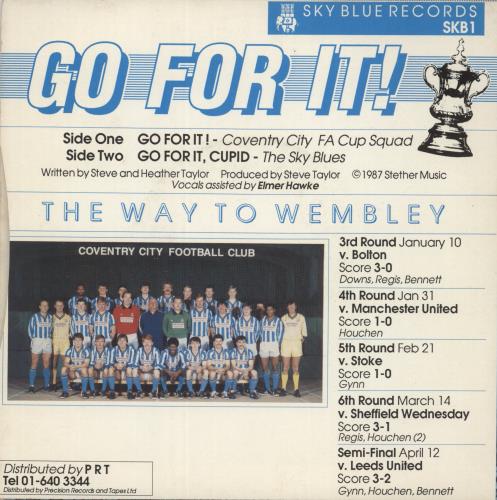 SKY BLUE RECORDS
SKB1
GO FOR IT!
Side One GO FOR IT! - Coventry City FA Cup Squad
Side Two GO FOR IT, CUPID - The Sky Blues
Written by Steve and Heather Taylor Produced by Steve Taylor © 1987 Stether Music
Vocals assisted by Elmer Hawke
THE WAY TO WEMBLEY
COVENTRY CITY FOOTBALL CLUB
3rd Round January 10
v. Bolton
Score 3-0
Downs, Regis, Bennett
4th Round Jan 31
v. Manchester United
Score 1-0
Houchen
5th Round Feb 21
v. Stoke
Score 1-0
Gynn
6th Round March 14
v. Sheffield Wednesday
Score 3-1
Regis, Houchen (2)
Semi-Final April 12
v. Leeds United
Score 3-2
Gynn, Houchen, Bennett
Distributed by PRT
Tel 01-640 3344
Distributed by Precision Records and Tapes Ltd